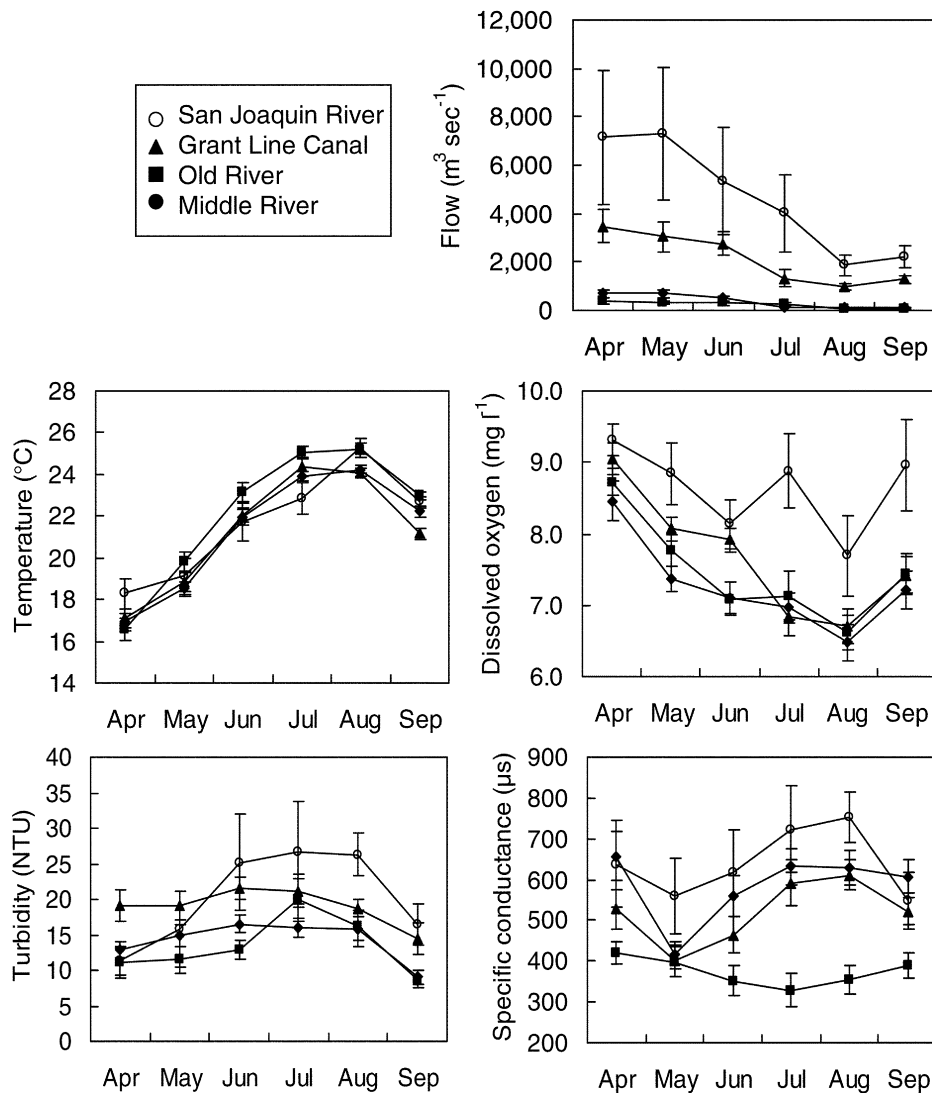 San Joaquin River
Grant Line Canal
Old River
Middle River
Flow (m³ sec⁻¹)
12,000
10,000
8,000
6,000
4,000
2,000
0
Apr May Jun Jul Aug Sep
Temperature (°C)
28
26
24
22
20
18
16
14
Apr May Jun Jul Aug Sep
Dissolved oxygen (mg l⁻¹)
10.0
9.0
8.0
7.0
6.0
Apr May Jun Jul Aug Sep
Turbidity (NTU)
40
35
30
25
20
15
10
5
0
Apr May Jun Jul Aug Sep
Specific conductance (µs)
900
800
700
600
500
400
300
200
Apr May Jun Jul Aug Sep